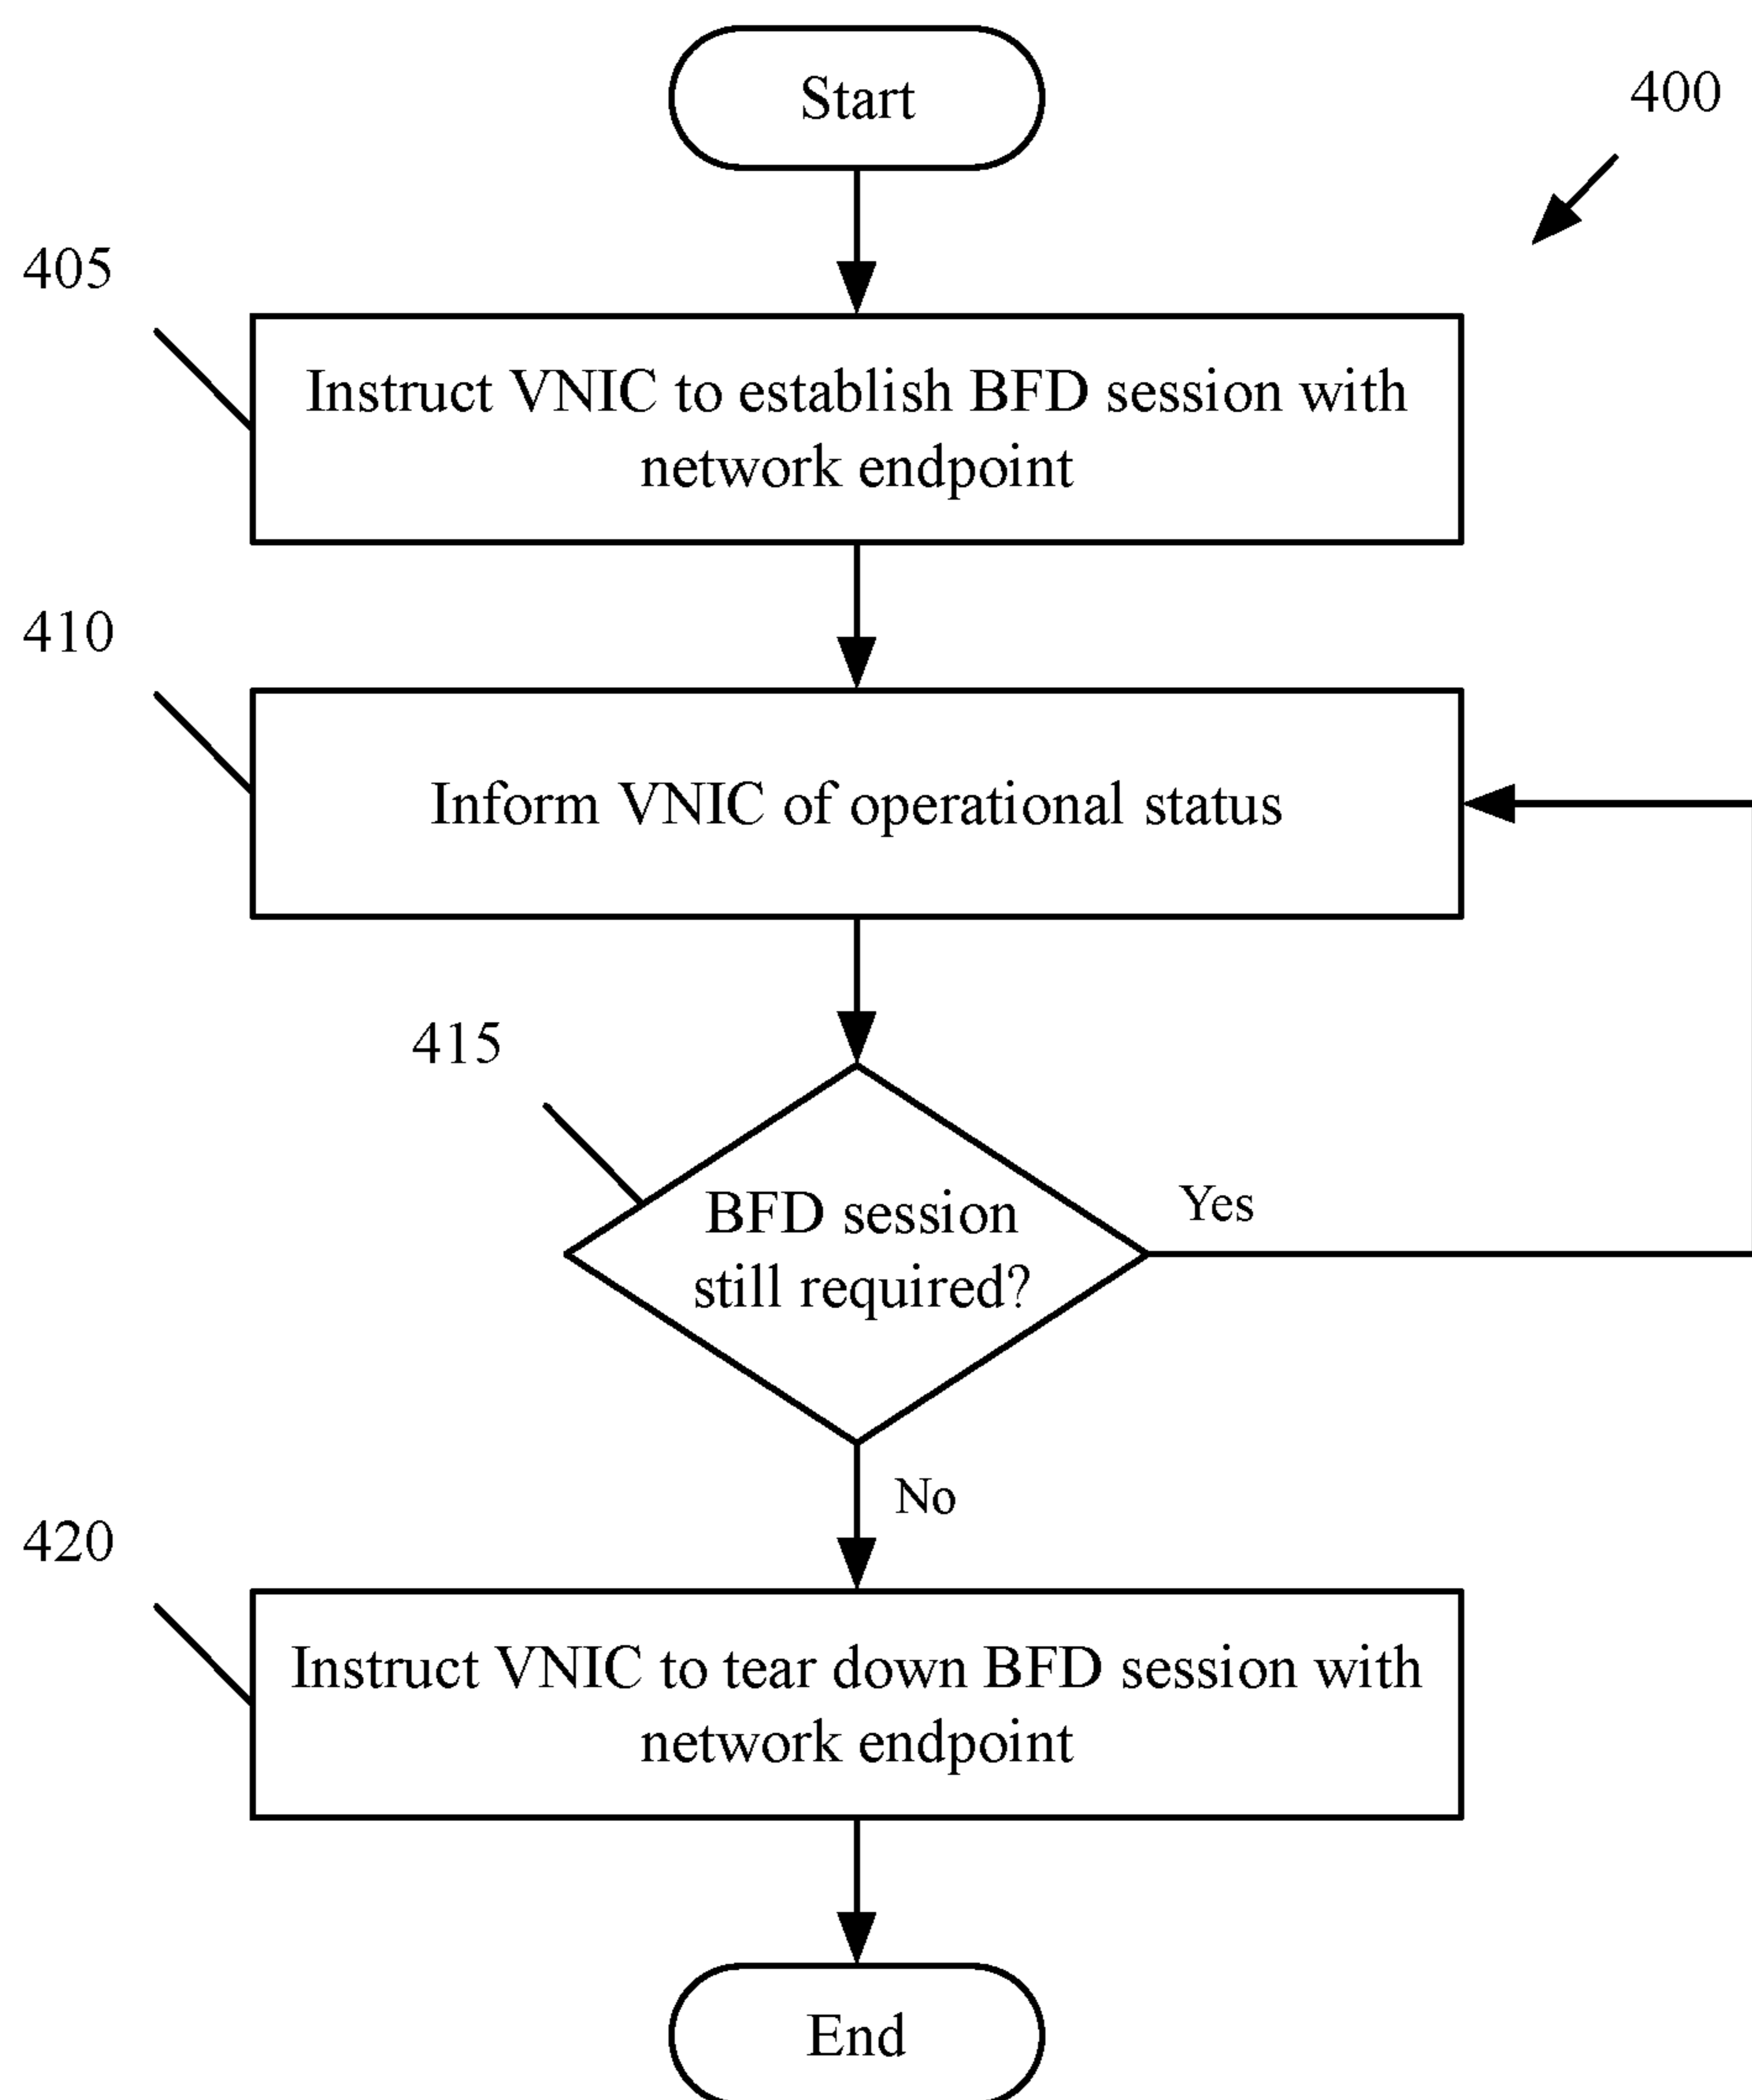 Start
400
405
Instruct VNIC to establish BFD session with
network endpoint
410
Inform VNIC of operational status
415
BFD session
still required?
Yes
No
420
Instruct VNIC to tear down BFD session with
network endpoint
End